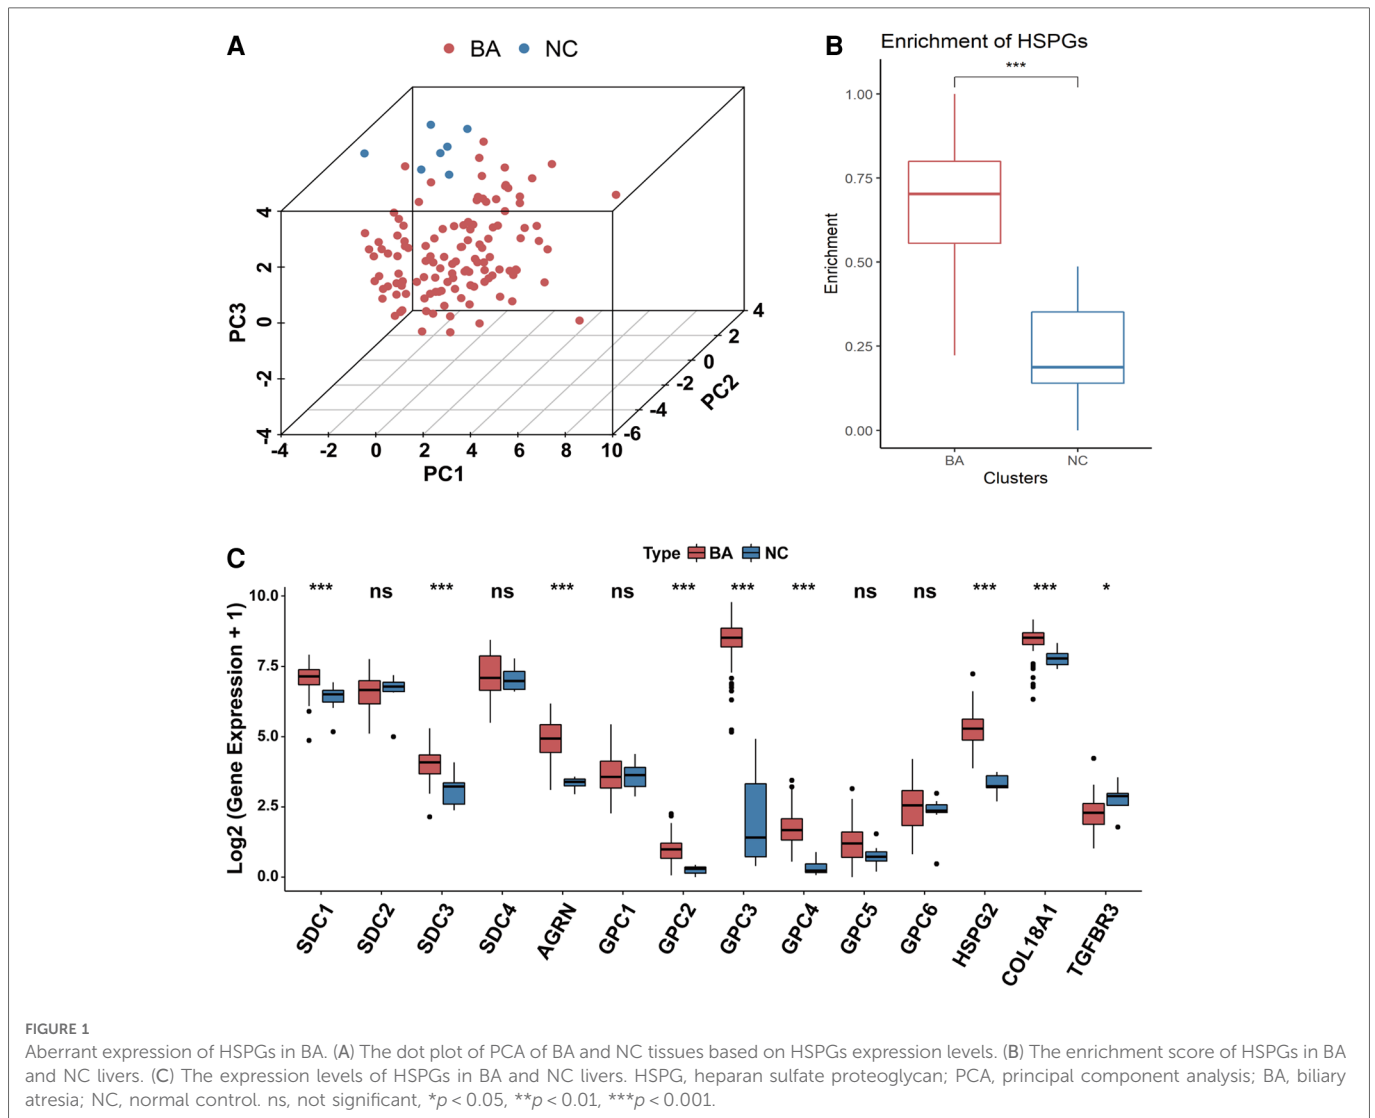 A
BA NC
4
2
0
-2
-4
PC3
-4 -2 0 2 4 6 8 10
PC1
-6
-4
-2
0
2
4
PC2
B
Enrichment of HSPGs
***
1.00
0.75
0.50
0.25
0.00
Enrichment
BA NC
Clusters
C
Type BA NC
*** ns *** ns *** ns *** *** *** ns ns *** *** *
10.0
7.5
5.0
2.5
0.0
Log2 (Gene Expression + 1)
SDC1 SDC2 SDC3 SDC4 AGRN GPC1 GPC2 GPC3 GPC4 GPC5 GPC6 HSPG2 COL18A1 TGFBR3
FIGURE 1
Aberrant expression of HSPGs in BA. (A) The dot plot of PCA of BA and NC tissues based on HSPGs expression levels. (B) The enrichment score of HSPGs in BA
and NC livers. (C) The expression levels of HSPGs in BA and NC livers. HSPG, heparan sulfate proteoglycan; PCA, principal component analysis; BA, biliary
atresia; NC, normal control. ns, not significant, *p < 0.05, **p < 0.01, ***p < 0.001.